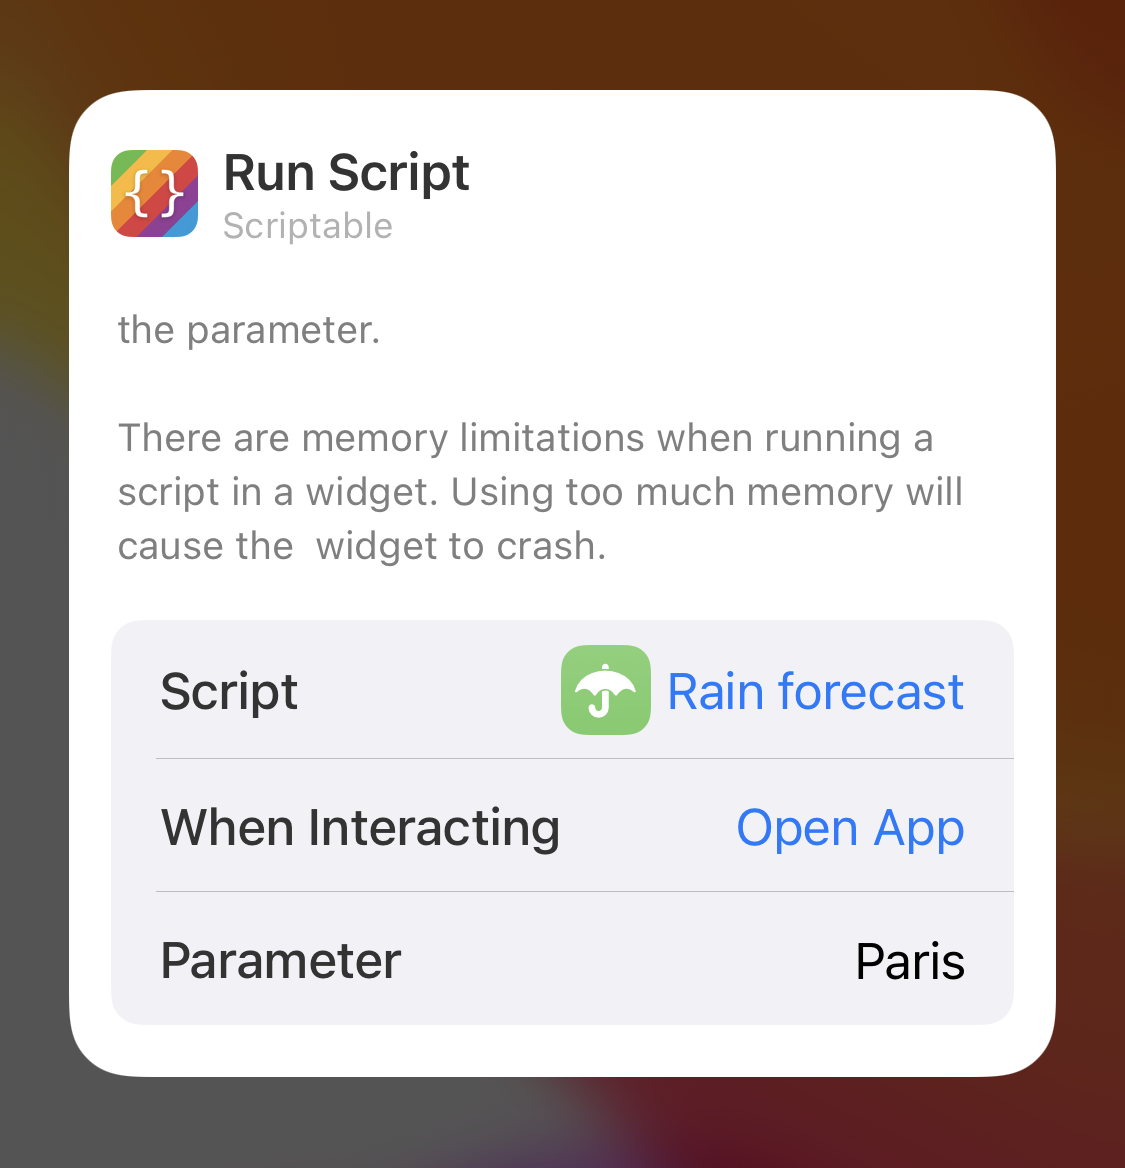 {}
Run Script
Scriptable
the parameter.
There are memory limitations when running a
script in a widget. Using too much memory will
cause the  widget to crash.
Script Rain forecast
When Interacting Open App
Parameter Paris